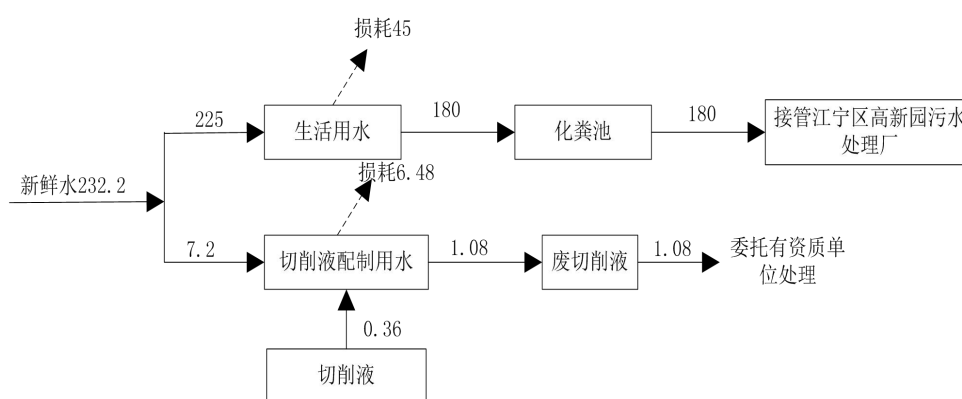 损耗45
225
生活用水
180
化粪池
180
接管江宁区高新园污水
处理厂
新鲜水232.2
损耗6.48
7.2
切削液配制用水
1.08
废切削液
1.08
委托有资质单
位处理
0.36
切削液